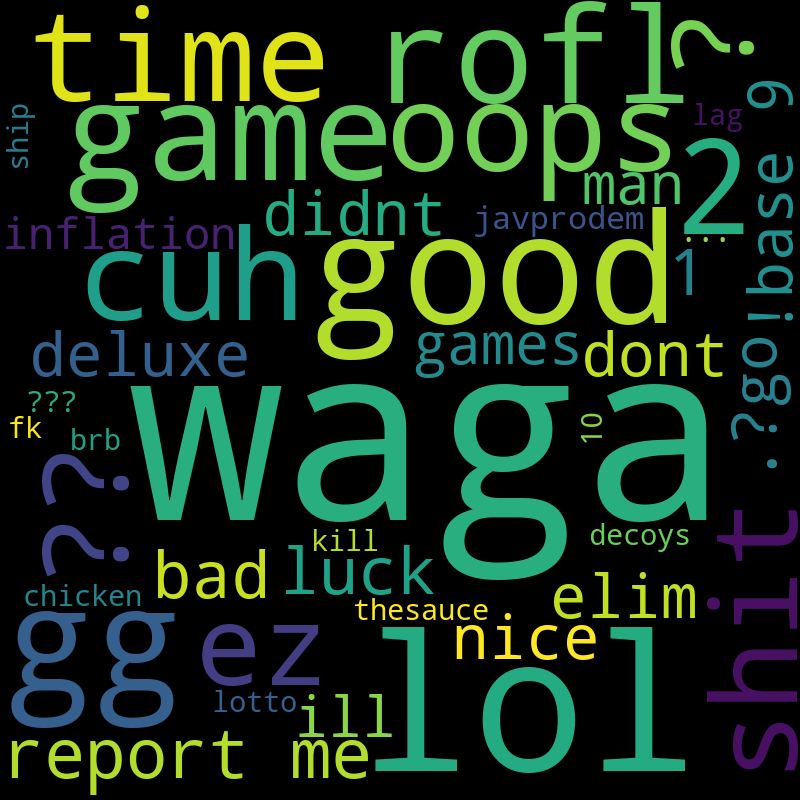 time rofl ?
ship game oops lag
man 2
didnt javprodem
inflation ...
cuh good 1
base 9
go!
.?
deluxe games dont
waga
???
fk brb 10
??
??
kill decoys
bad luck
shit
chicken thesauce elim
gg ez nice
lol
lotto ill
report me